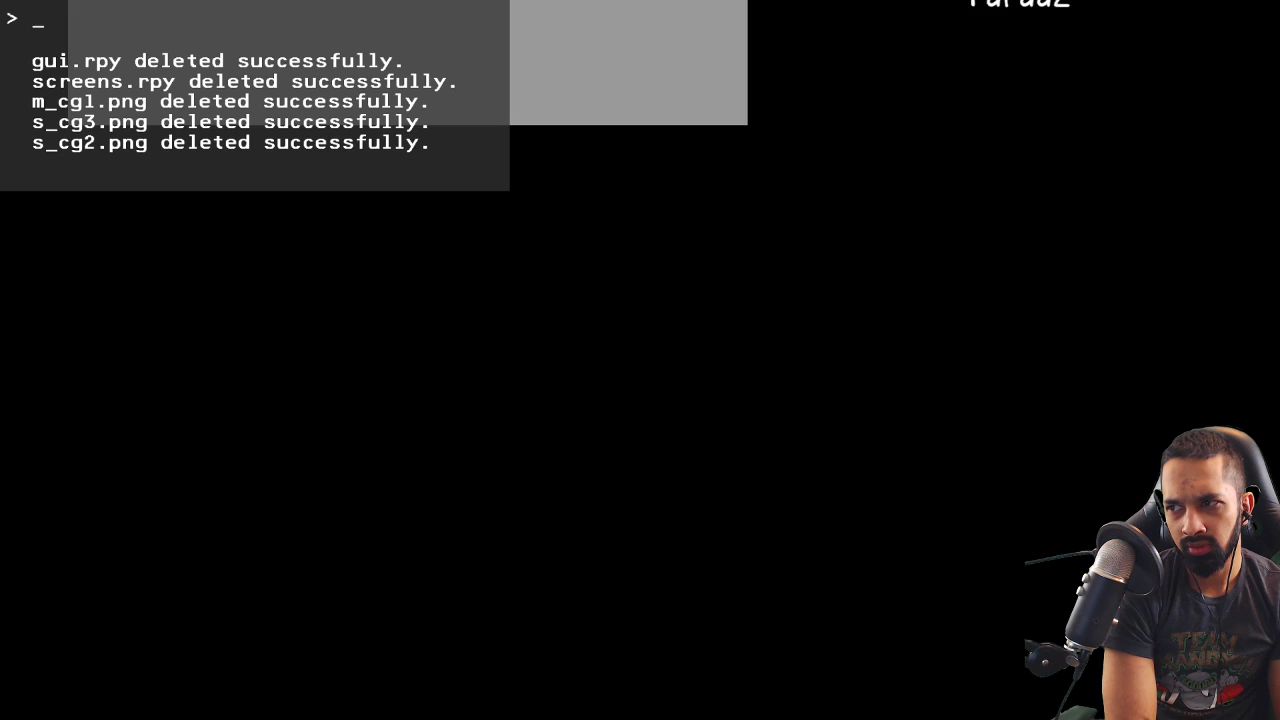 > _
gui.rpy deleted successfully.
screens.rpy deleted successfully.
m_cg1.png deleted successfully.
s_cg3.png deleted successfully.
s_cg2.png deleted successfully.
TEAM